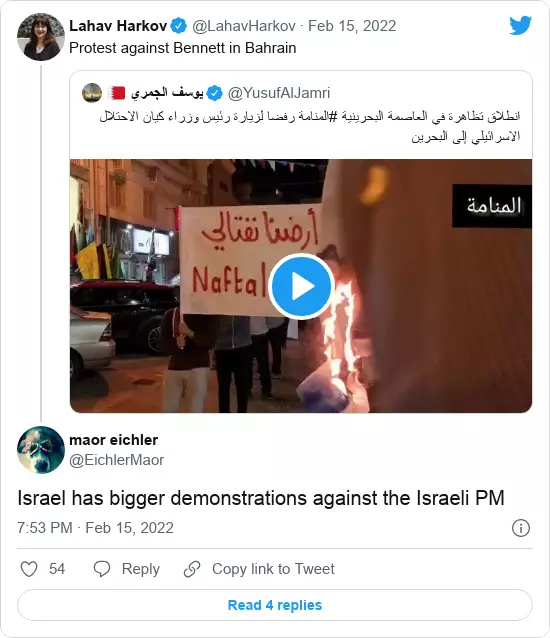 Lahav Harkov @LahavHarkov · Feb 15, 2022
Protest against Bennett in Bahrain
يوسف الجمري @YusufAlJamri
انطلاق تظاهرة في العاصمة البحرينية #المنامة رفضا لزيارة رئيس وزراء كيان الاحتلال
الاسرائيلي إلى البحرين
المنامة
Naftal
maor eichler
@EichlerMaor
Israel has bigger demonstrations against the Israeli PM
7:53 PM · Feb 15, 2022
54 Reply Copy link to Tweet
Read 4 replies